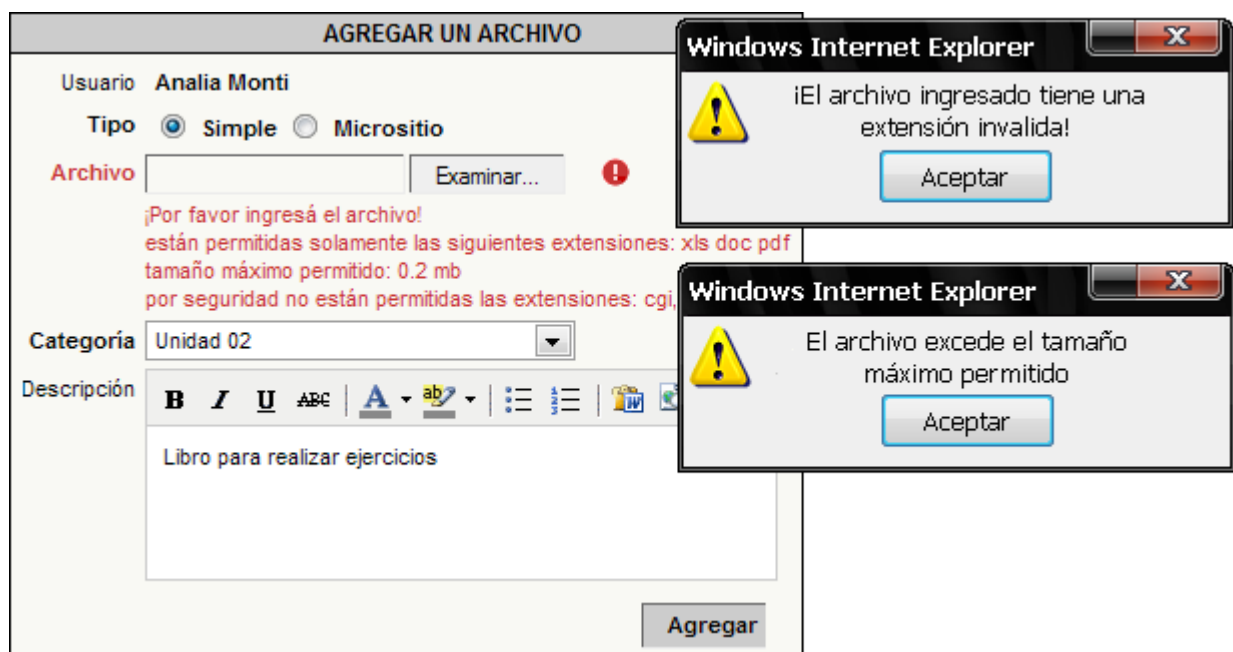 AGREGAR UN ARCHIVO
Usuario Analia Monti
Tipo Simple Micrositio
Archivo Examinar...
¡Por favor ingresá el archivo!
están permitidas solamente las siguientes extensiones: xls doc pdf
tamaño máximo permitido: 0.2 mb
por seguridad no están permitidas las extensiones: cgi,
Categoría Unidad 02
Descripción
B I U ABC A ab
Libro para realizar ejercicios
Agregar
Windows Internet Explorer
¡El archivo ingresado tiene una
extensión invalida!
Aceptar
Windows Internet Explorer
El archivo excede el tamaño
máximo permitido
Aceptar